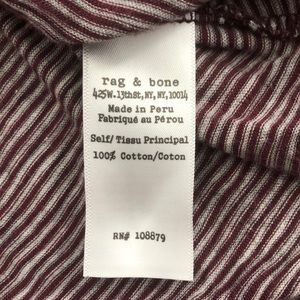 rag & bone
425W.13thSt,NY,NY,10014
Made in Peru
Fabriqué au Pérou
Self/Tissu Principal
100% Cotton/Coton
RN# 108879